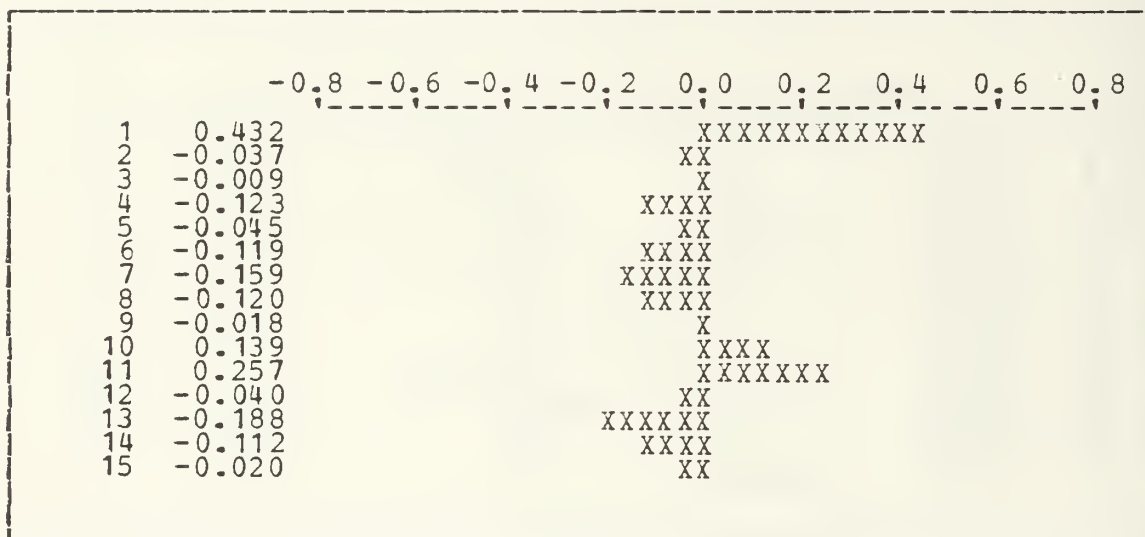 -0.8 -0.6 -0.4 -0.2 0.0 0.2 0.4 0.6 0.8
1 0.432 XXXXXXXXXXXX
2 -0.037 XX
3 -0.009 X
4 -0.123 XXXX
5 -0.045 XX
6 -0.119 XXXX
7 -0.159 XXXXX
8 -0.120 XXXX
9 -0.018 X
10 0.139 XXXX
11 0.257 XXXXXXX
12 -0.040 XX
13 -0.188 XXXXXX
14 -0.112 XXXX
15 -0.020 XX